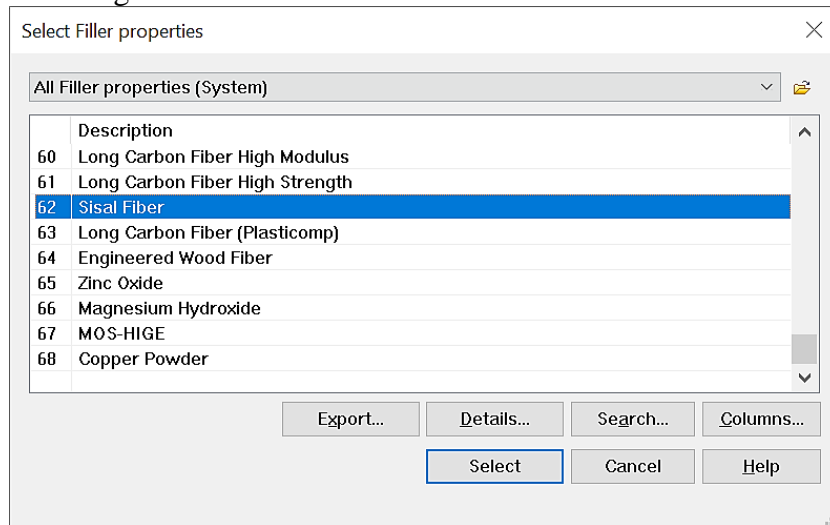 Select Filler properties
All Filler properties (System)
Description
60 Long Carbon Fiber High Modulus
61 Long Carbon Fiber High Strength
62 Sisal Fiber
63 Long Carbon Fiber (Plasticomp)
64 Engineered Wood Fiber
65 Zinc Oxide
66 Magnesium Hydroxide
67 MOS-HIGE
68 Copper Powder
Export... Details... Search... Columns...
Select Cancel Help